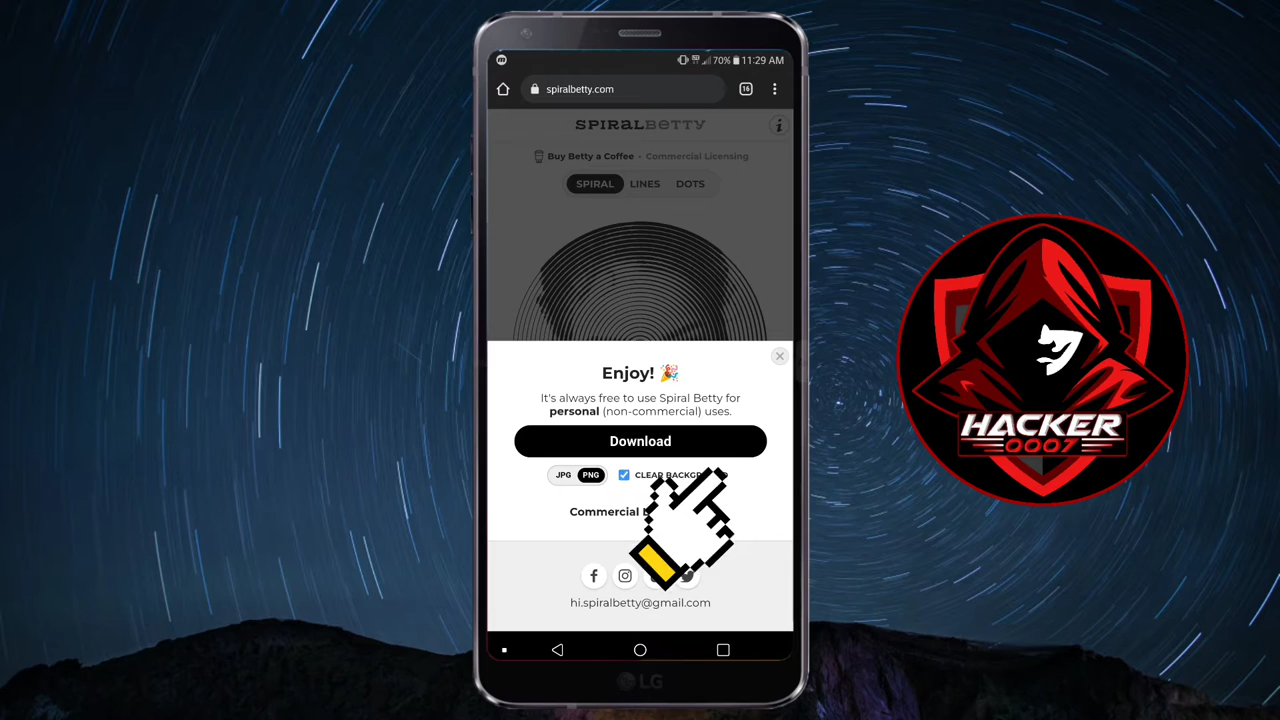 70% 11:29 AM
spiralbetty.com
16
SPIRALBETTY
i
Buy Betty a Coffee - Commercial Licensing
SPIRAL LINES DOTS
Enjoy! 🎉
It's always free to use Spiral Betty for
personal (non-commercial) uses.
Download
JPG PNG
CLEAR
Commercial
hi.spiralbetty@gmail.com
LG
HACKER
0007